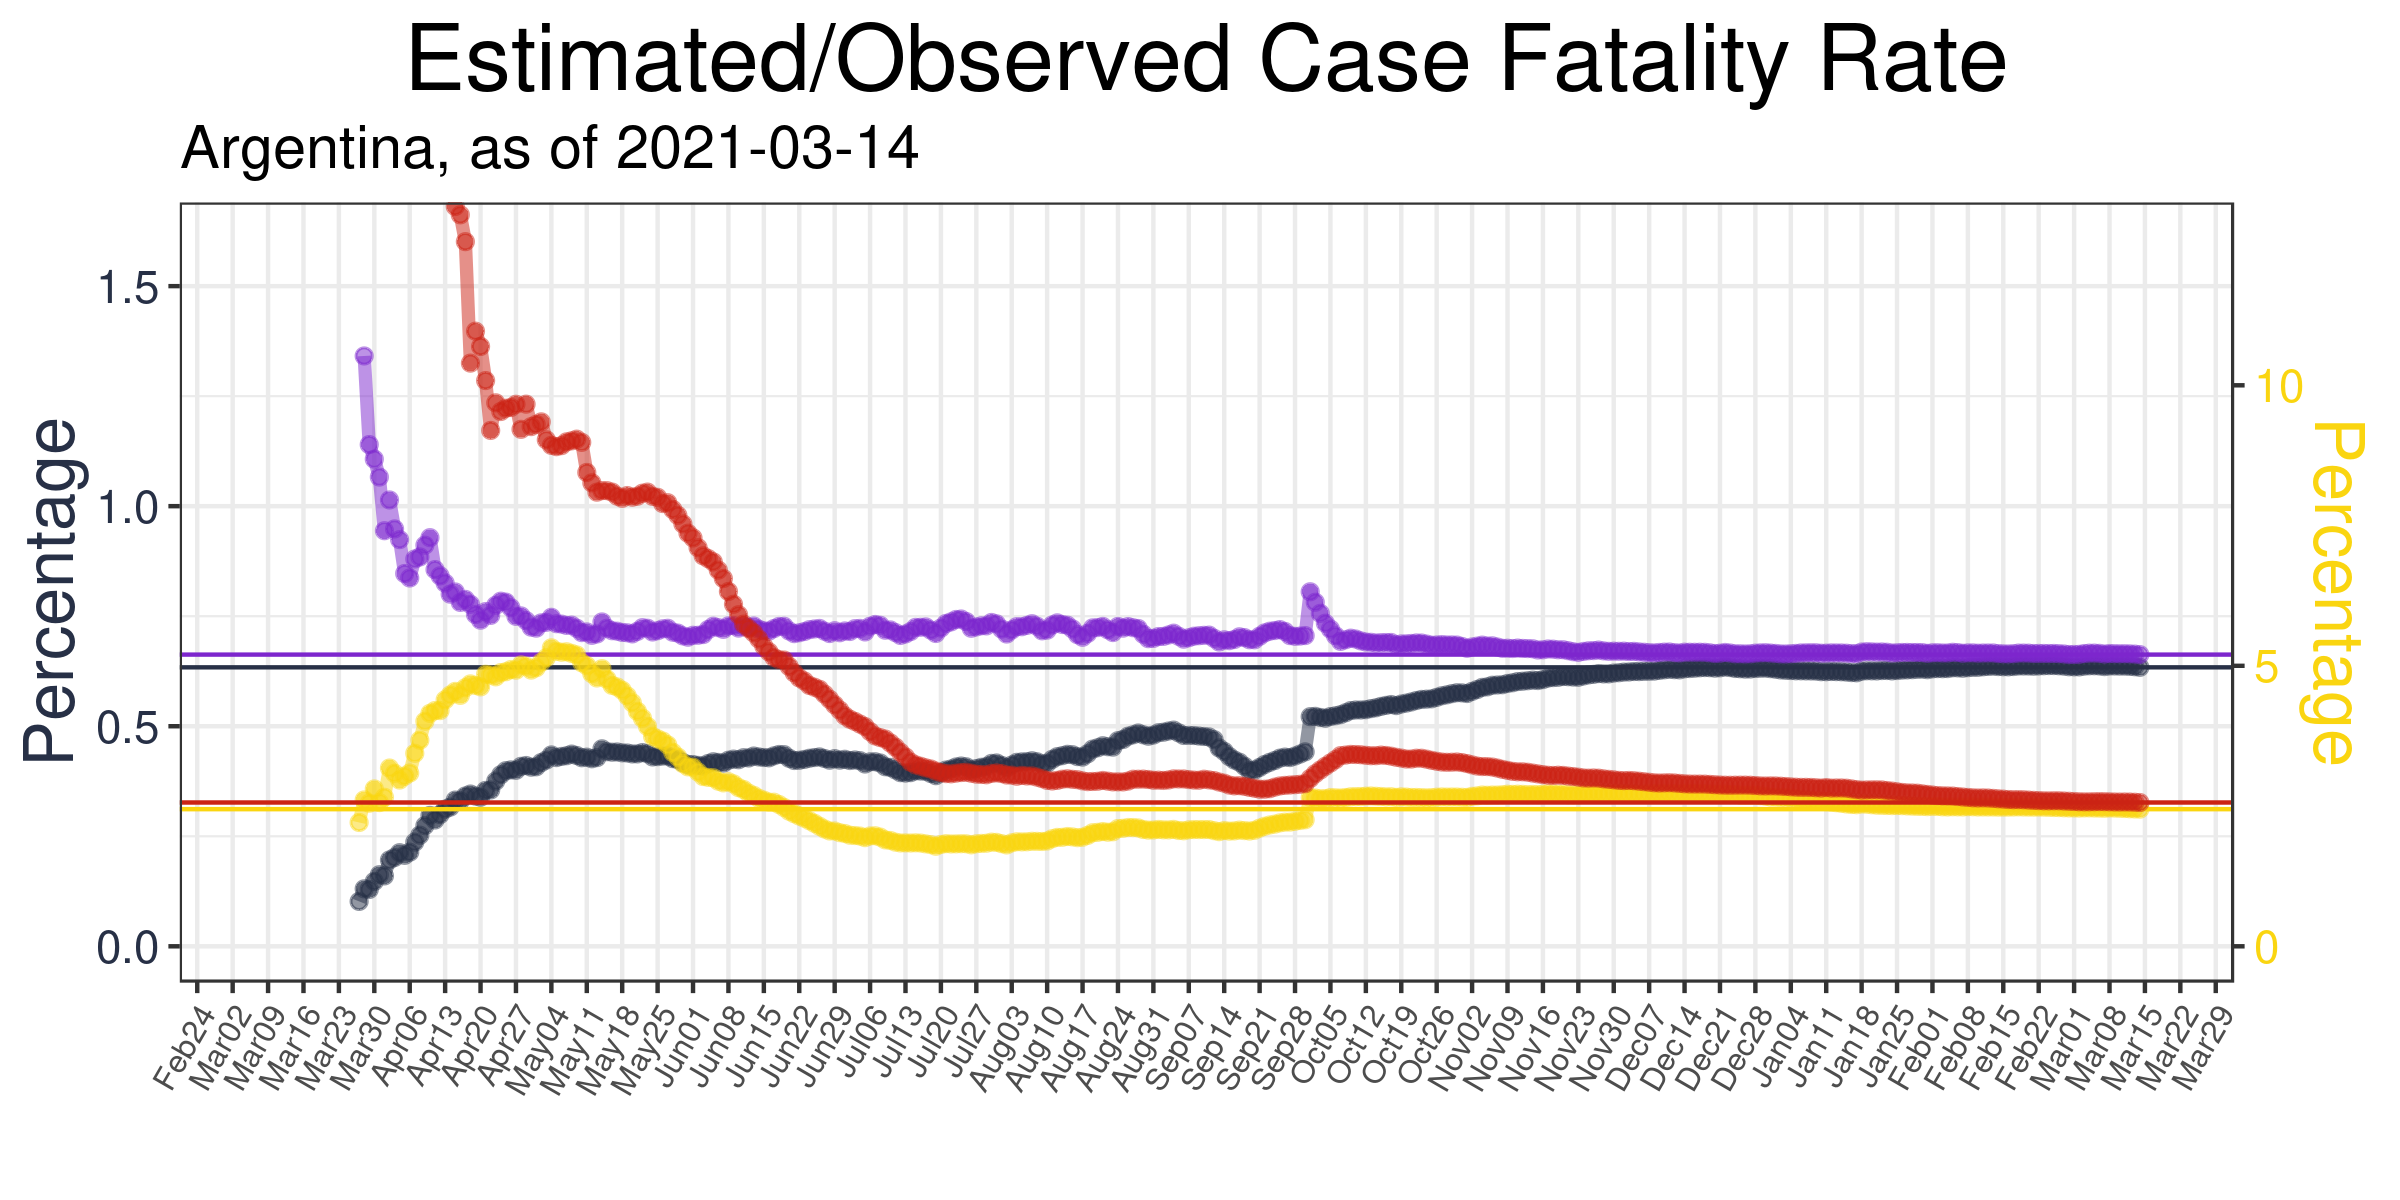 Estimated/Observed Case Fatality Rate
Argentina, as of 2021-03-14
Percentage
1.5
1.0
0.5
0.0
10
5
0
Percentage
Feb24
Mar02
Mar09
Mar16
Mar23
Mar30
Apr06
Apr13
Apr20
Apr27
May04
May11
May18
May25
Jun01
Jun08
Jun15
Jun22
Jun29
Jul06
Jul13
Jul20
Jul27
Aug03
Aug10
Aug17
Aug24
Aug31
Sep07
Sep14
Sep21
Sep28
Oct05
Oct12
Oct19
Oct26
Nov02
Nov09
Nov16
Nov23
Nov30
Dec07
Dec14
Dec21
Dec28
Jan04
Jan11
Jan18
Jan25
Feb01
Feb08
Feb15
Feb22
Mar01
Mar08
Mar15
Mar22
Mar29